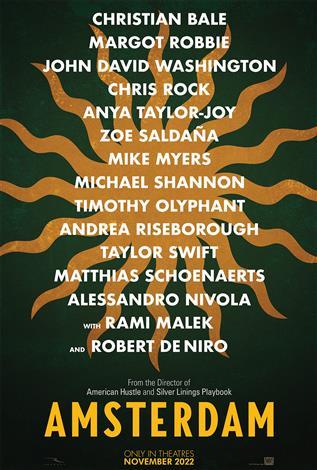 CHRISTIAN BALE
MARGOT ROBBIE
JOHN DAVID WASHINGTON
CHRIS ROCK
ANYA TAYLOR-JOY
ZOE SALDAÑA
MIKE MYERS
MICHAEL SHANNON
TIMOTHY OLYPHANT
ANDREA RISEBOROUGH
TAYLOR SWIFT
MATTHIAS SCHOENAERTS
ALESSANDRO NIVOLA
WITH RAMI MALEK
AND ROBERT DE NIRO
From the Director of
American Hustle and Silver Linings Playbook
AMSTERDAM
ONLY IN THEATRES
NOVEMBER 2022